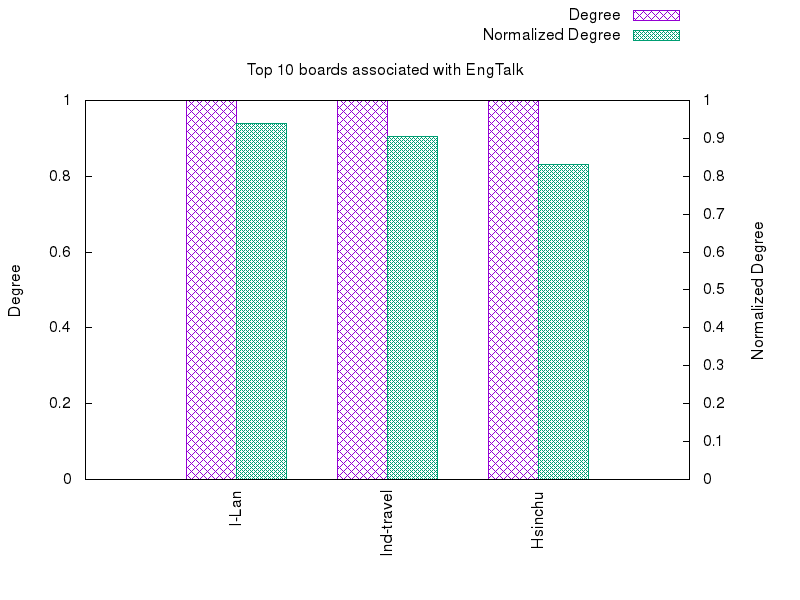 Degree
Normalized Degree
Top 10 boards associated with EngTalk
1
0.8
0.6
0.4
0.2
0
1
0.9
0.8
0.7
0.6
0.5
0.4
0.3
0.2
0.1
0
Degree
Normalized Degree
I-Lan
Ind-travel
Hsinchu